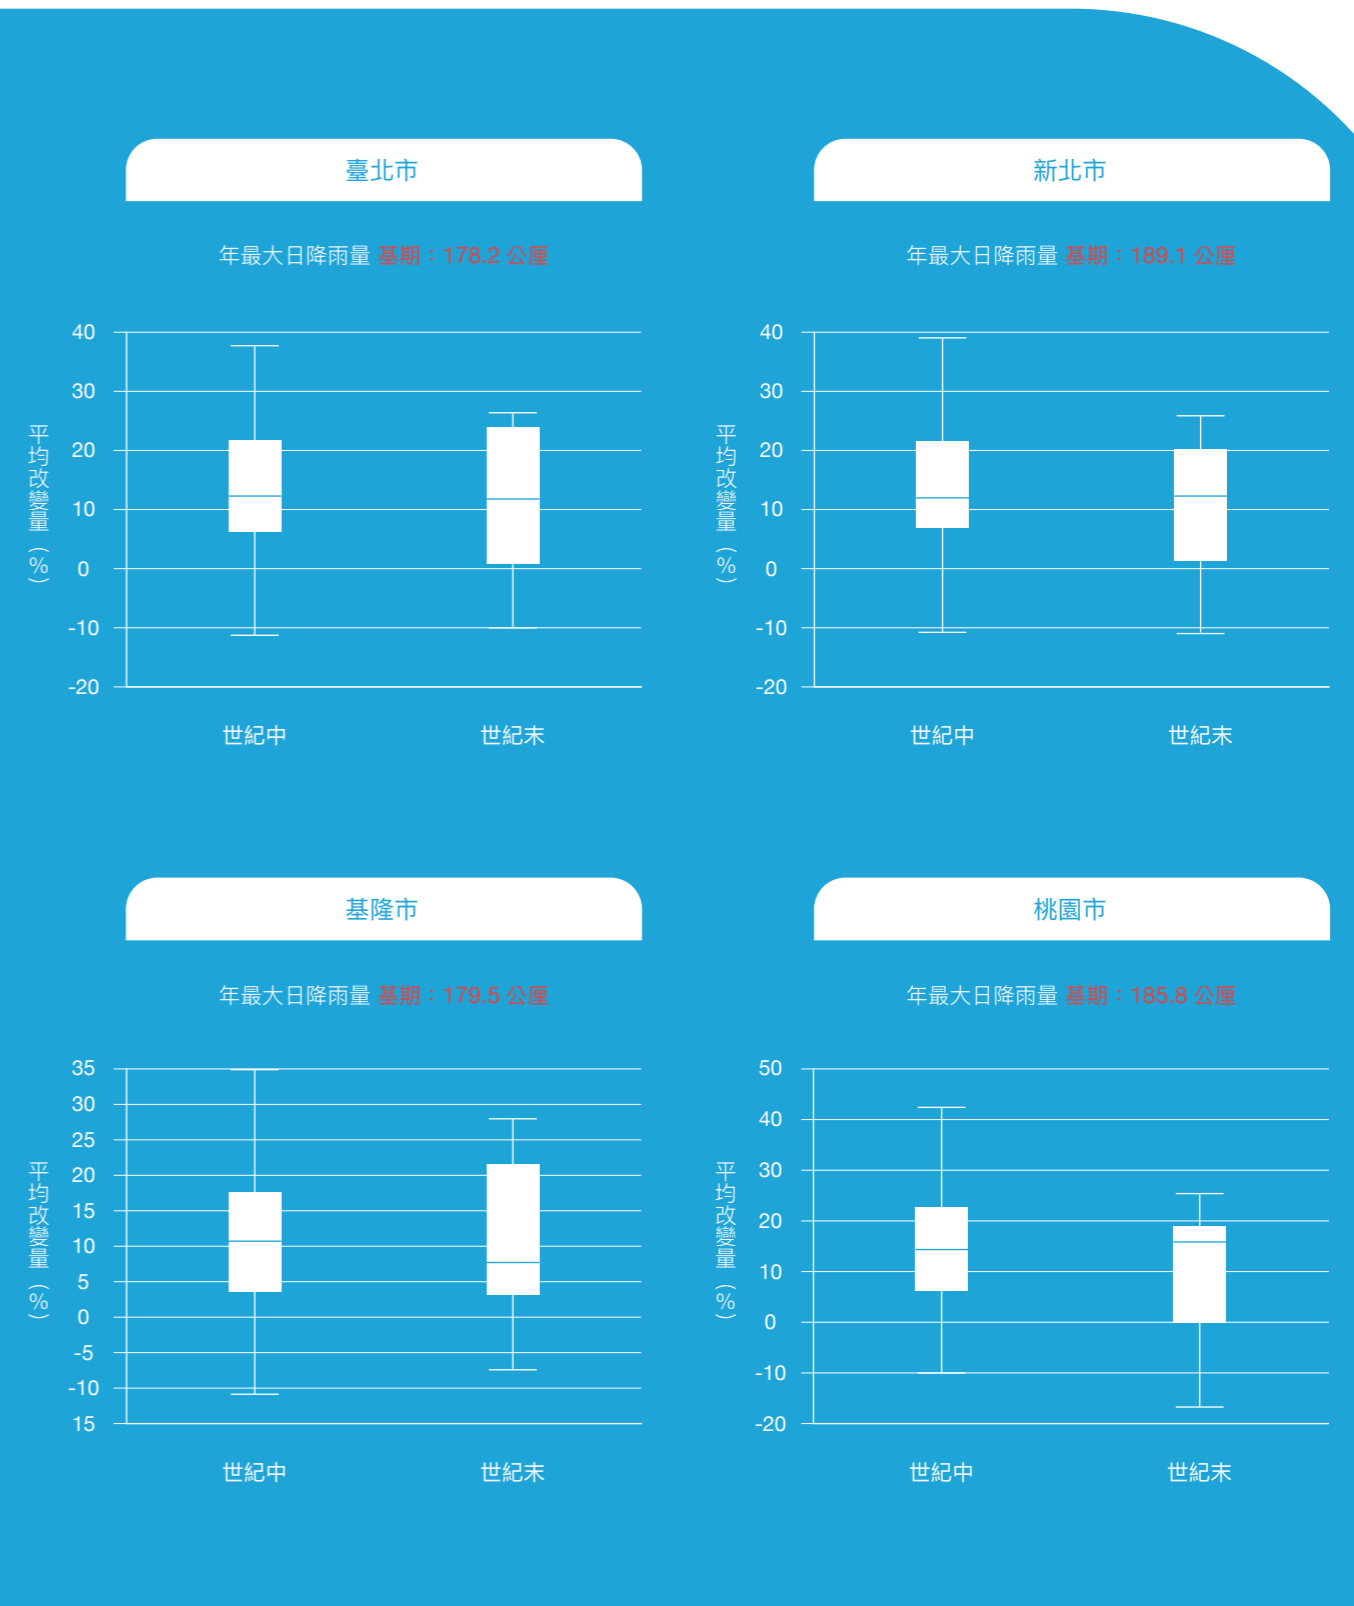 臺北市
年最大日降雨量 基期：178.2 公厘
40
30
20
10
0
-10
-20
平均改變量（%）
世紀中
世紀末
新北市
年最大日降雨量 基期：189.1 公厘
40
30
20
10
0
-10
-20
平均改變量（%）
世紀中
世紀末
基隆市
年最大日降雨量 基期：179.5 公厘
35
30
25
20
15
10
5
0
-5
-10
15
平均改變量（%）
世紀中
世紀末
桃園市
年最大日降雨量 基期：185.8 公厘
50
40
30
20
10
0
-10
-20
平均改變量（%）
世紀中
世紀末